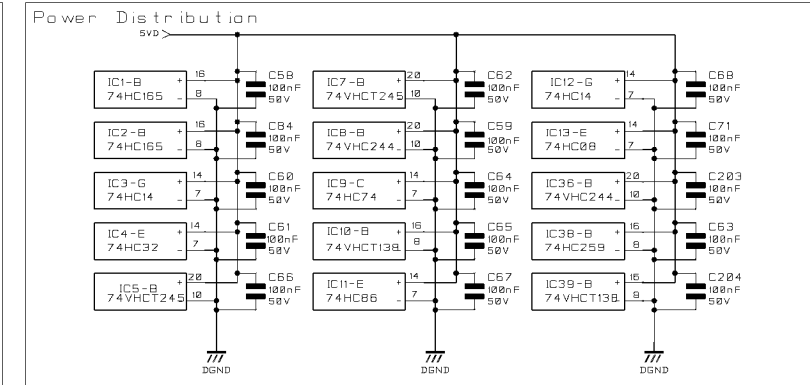 Power Distribution
5VD
IC1-B
74HC165
+
-
16
8
C58
100nF
50V
IC7-B
74VHCT245
+
-
20
10
C62
100nF
50V
IC12-G
74HC14
+
-
14
7
C68
100nF
50V
IC2-B
74HC165
+
-
16
8
C84
100nF
50V
IC8-B
74VHC244
+
-
20
10
C59
100nF
50V
IC13-E
74HC08
+
-
14
7
C71
100nF
50V
IC3-G
74HC14
+
-
14
7
C60
100nF
50V
IC9-C
74HC74
+
-
14
7
C64
100nF
50V
IC36-B
74VHC244
+
-
20
10
C203
100nF
50V
IC4-E
74HC32
+
-
14
7
C61
100nF
50V
IC10-B
74VHCT138
+
-
16
8
C65
100nF
50V
IC38-B
74HC259
+
-
16
8
C63
100nF
50V
IC5-B
74VHCT245
+
-
20
10
C66
100nF
50V
IC11-E
74HC86
+
-
14
7
C67
100nF
50V
IC39-B
74VHCT138
+
-
16
8
C204
100nF
50V
DGND
DGND
DGND